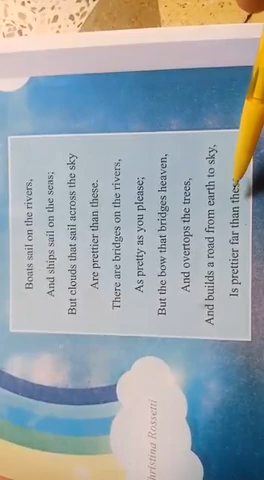 Boats sail on the rivers,
And ships sail on the seas;
But clouds that sail across the sky
Are prettier than these.
There are bridges on the rivers,
As pretty as you please;
But the bow that bridges heaven,
And overtops the trees,
And builds a road from earth to sky,
Is prettier far than these.
Christina Rossetti